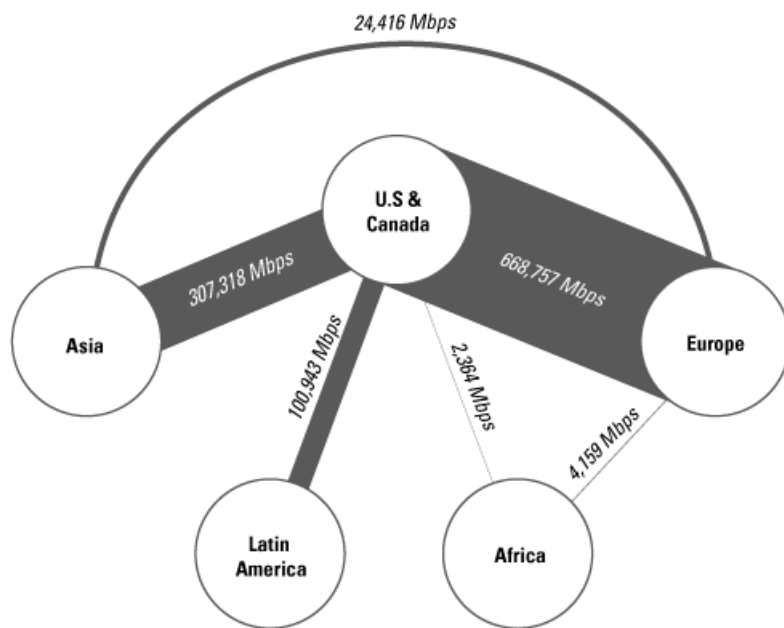 24,416 Mbps
U.S &
Canada
307,318 Mbps
668,757 Mbps
Asia
Europe
100,943 Mbps
2,364 Mbps
4,159 Mbps
Latin
America
Africa